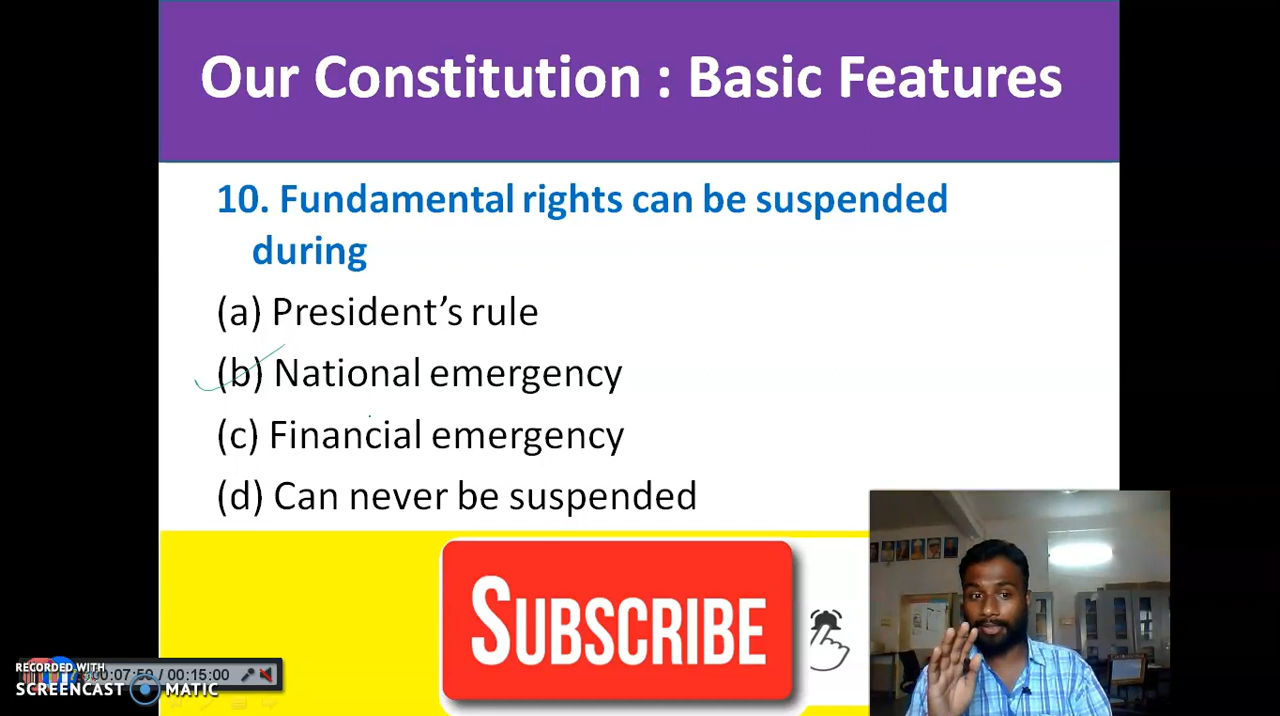 Our Constitution : Basic Features
10. Fundamental rights can be suspended
during
(a) President’s rule
(b) National emergency
(c) Financial emergency
(d) Can never be suspended
SUBSCRIBE
RECORDED WITH
SCREENCAST MATIC
/ 00:15:00